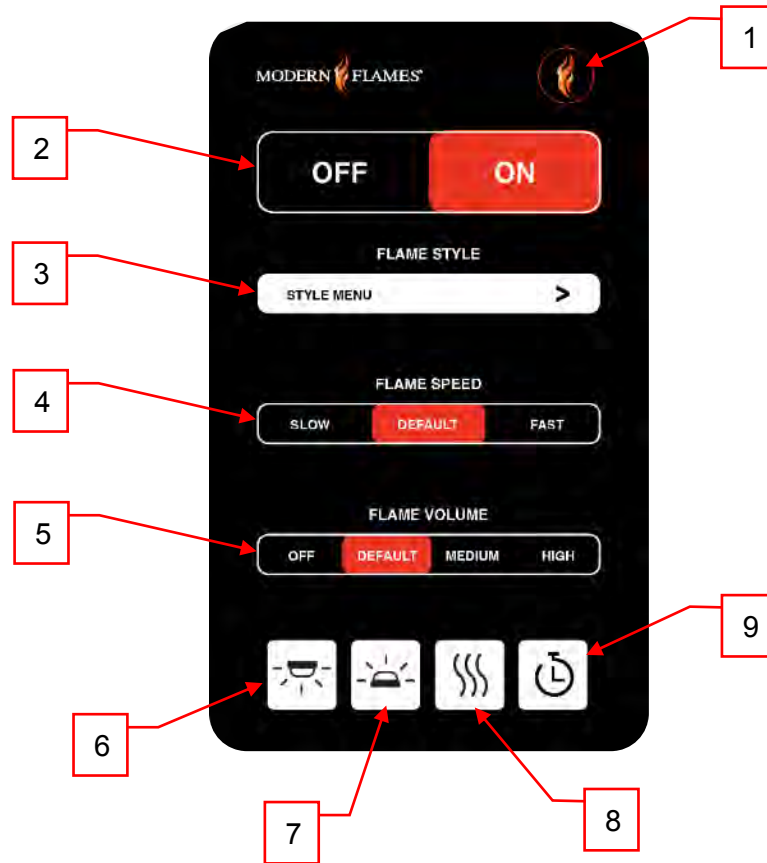 1
MODERN FLAMES®
2
OFF ON
FLAME STYLE
3
STYLE MENU >
FLAME SPEED
4
SLOW DEFAULT FAST
FLAME VOLUME
5
OFF DEFAULT MEDIUM HIGH
9
6
7
8